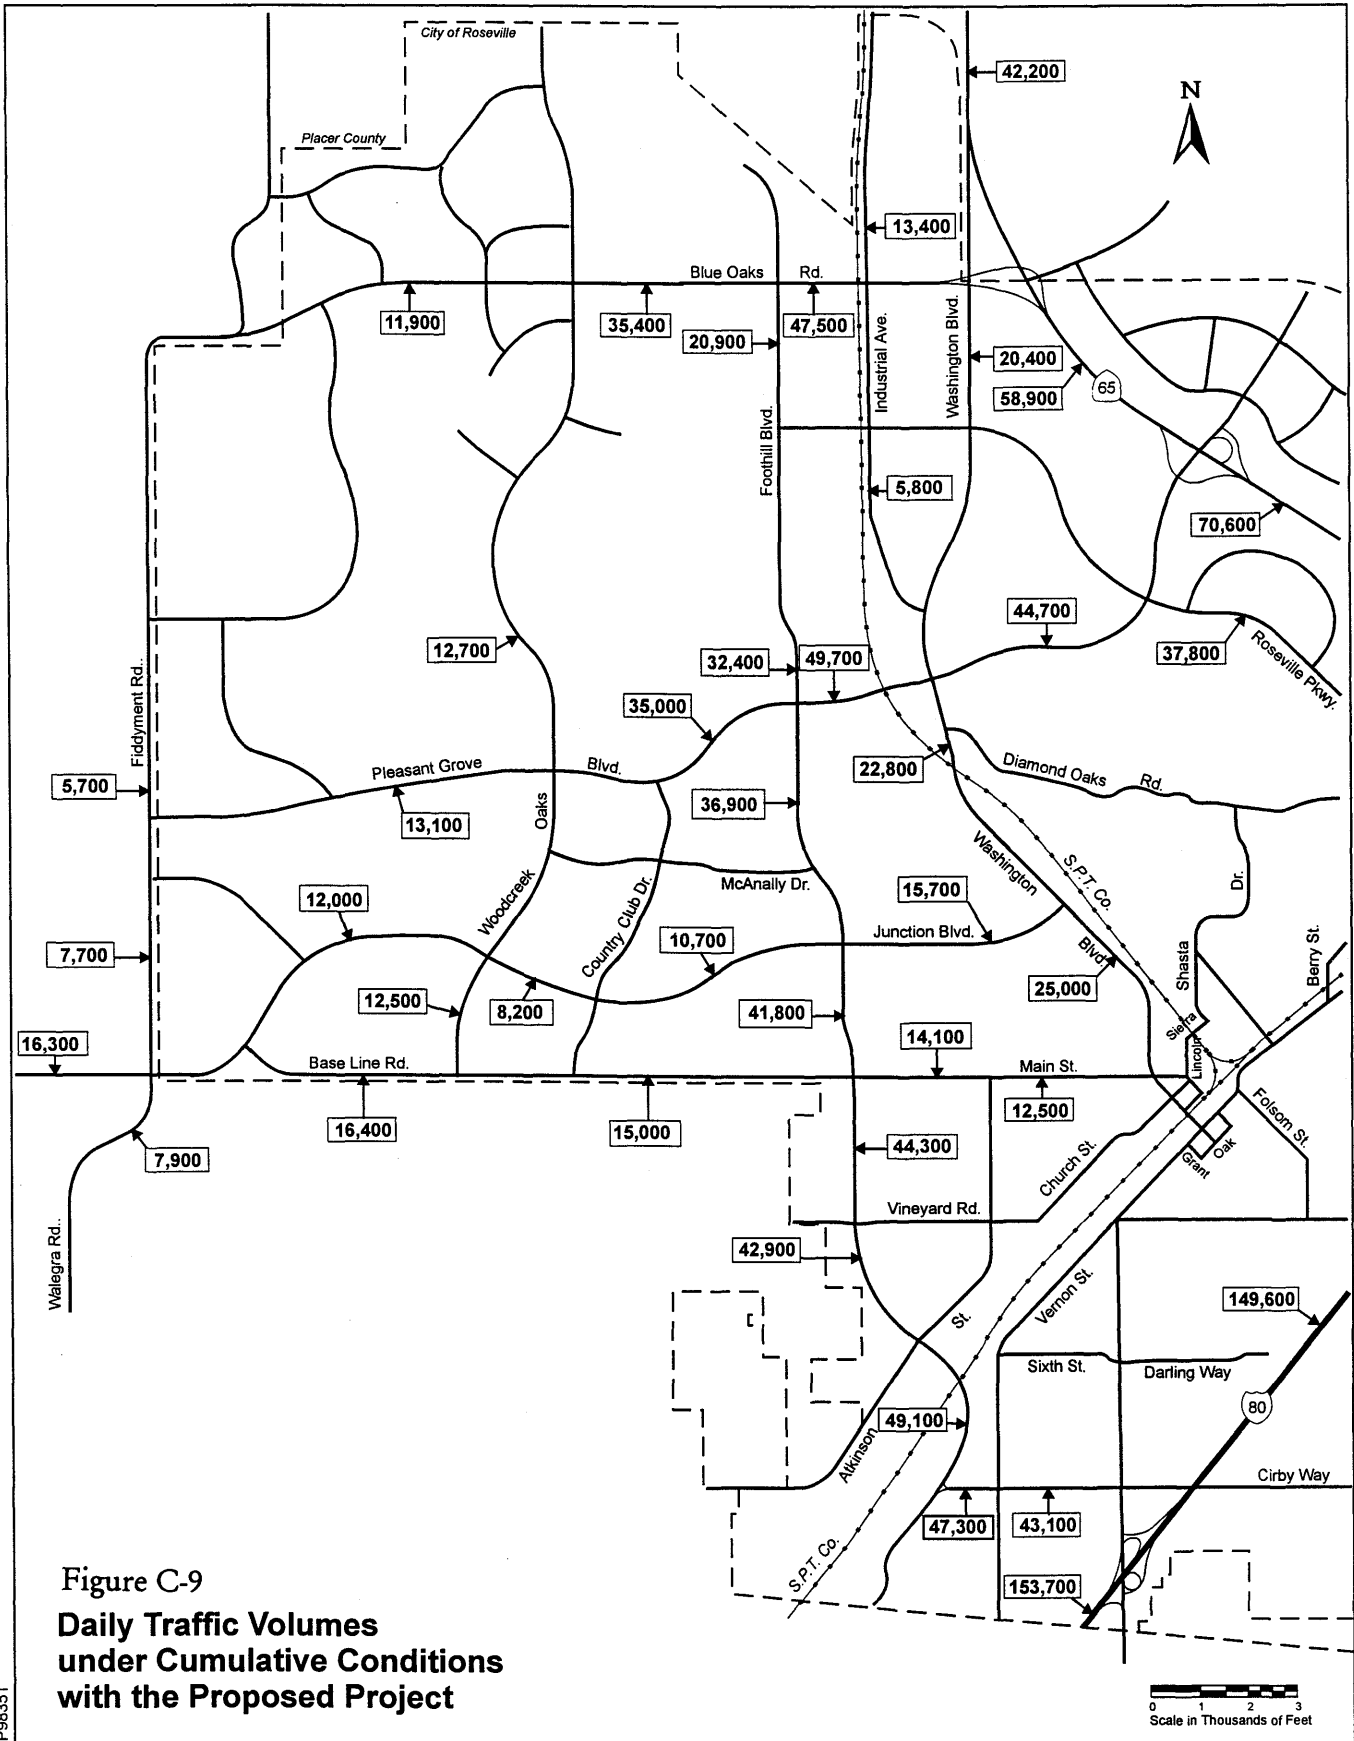 City of Roseville
42,200
N
Placer County
13,400
Blue Oaks Rd.
11,900
35,400
47,500
20,900
Industrial Ave.
Washington Blvd.
20,400
58,900
65
Foothill Blvd.
5,800
70,600
44,700
12,700
32,400
49,700
37,800
Roseville Pkwy.
Fiddyment Rd..
35,000
Pleasant Grove Blvd.
22,800
Diamond Oaks Rd.
5,700
36,900
13,100
Oaks
Washington
S.P.T. Co.
McAnally Dr.
15,700
Dr.
12,000
Woodcreek
Country Club Dr.
10,700
Junction Blvd.
Blvd.
Shasta
Berry St.
7,700
25,000
12,500
8,200
41,800
Sierra
16,300
14,100
Lincoln
Base Line Rd.
Main St.
16,400
15,000
12,500
Folsom St.
7,900
44,300
Church St.
Oak
Grant
Vineyard Rd.
Walegra Rd..
42,900
Vernon St.
149,600
St.
Sixth St.
Darling Way
80
49,100
Atkinson
Cirby Way
47,300
43,100
S.P.T. Co.
153,700
Figure C-9
Daily Traffic Volumes
under Cumulative Conditions
with the Proposed Project
0 1 2 3
Scale in Thousands of Feet